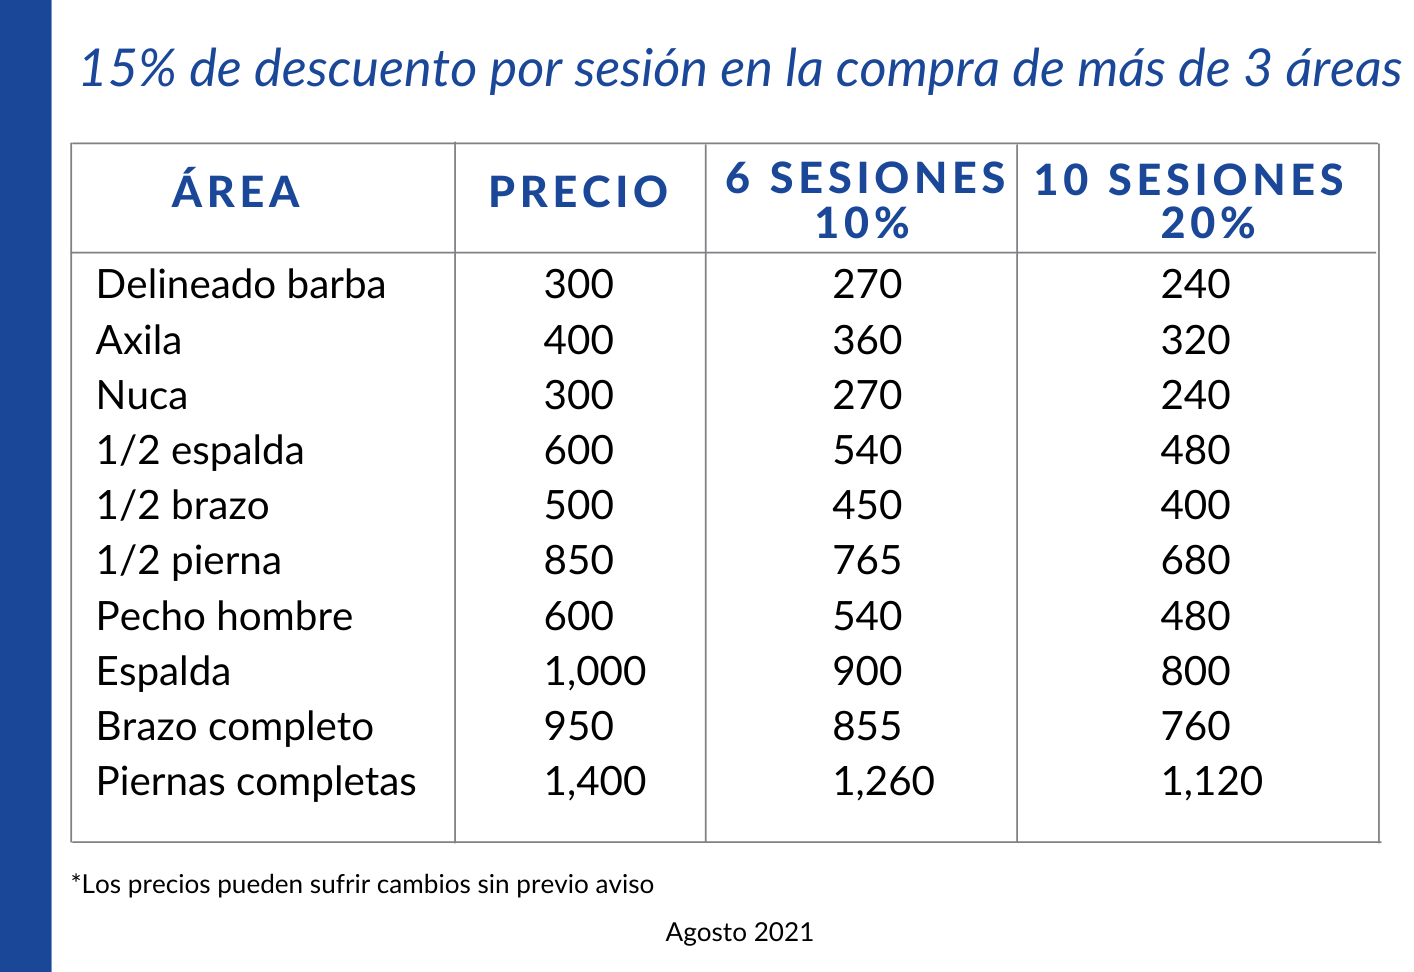 15% de descuento por sesión en la compra de más de 3 áreas
ÁREA PRECIO 6 SESIONES 10% 10 SESIONES 20%
Delineado barba 300 270 240
Axila 400 360 320
Nuca 300 270 240
1/2 espalda 600 540 480
1/2 brazo 500 450 400
1/2 pierna 850 765 680
Pecho hombre 600 540 480
Espalda 1,000 900 800
Brazo completo 950 855 760
Piernas completas 1,400 1,260 1,120
*Los precios pueden sufrir cambios sin previo aviso
Agosto 2021